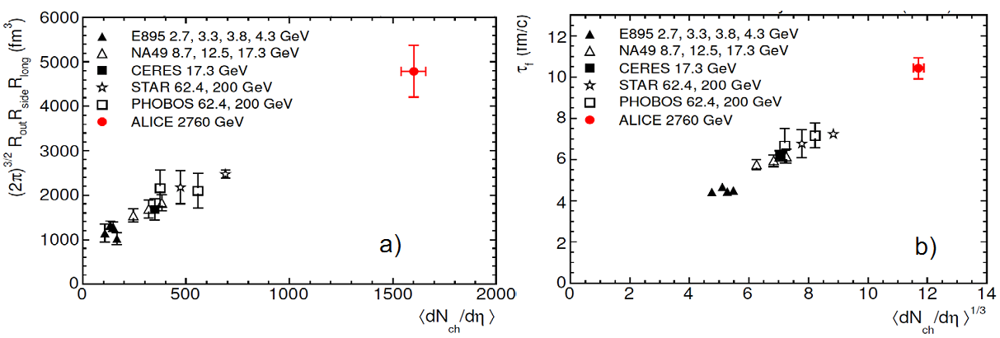 6000
5000
4000
3000
2000
1000
0
(2π)^3/2 R_out R_side R_long (fm^3)
E895 2.7, 3.3, 3.8, 4.3 GeV
NA49 8.7, 12.5, 17.3 GeV
CERES 17.3 GeV
STAR 62.4, 200 GeV
PHOBOS 62.4, 200 GeV
ALICE 2760 GeV
a)
0 500 1000 1500 2000
⟨dN_ch/dη⟩
12
10
8
6
4
2
0
τ_f (fm/c)
E895 2.7, 3.3, 3.8, 4.3 GeV
NA49 8.7, 12.5, 17.3 GeV
CERES 17.3 GeV
STAR 62.4, 200 GeV
PHOBOS 62.4, 200 GeV
ALICE 2760 GeV
b)
0 2 4 6 8 10 12 14
⟨dN_ch/dη⟩^1/3